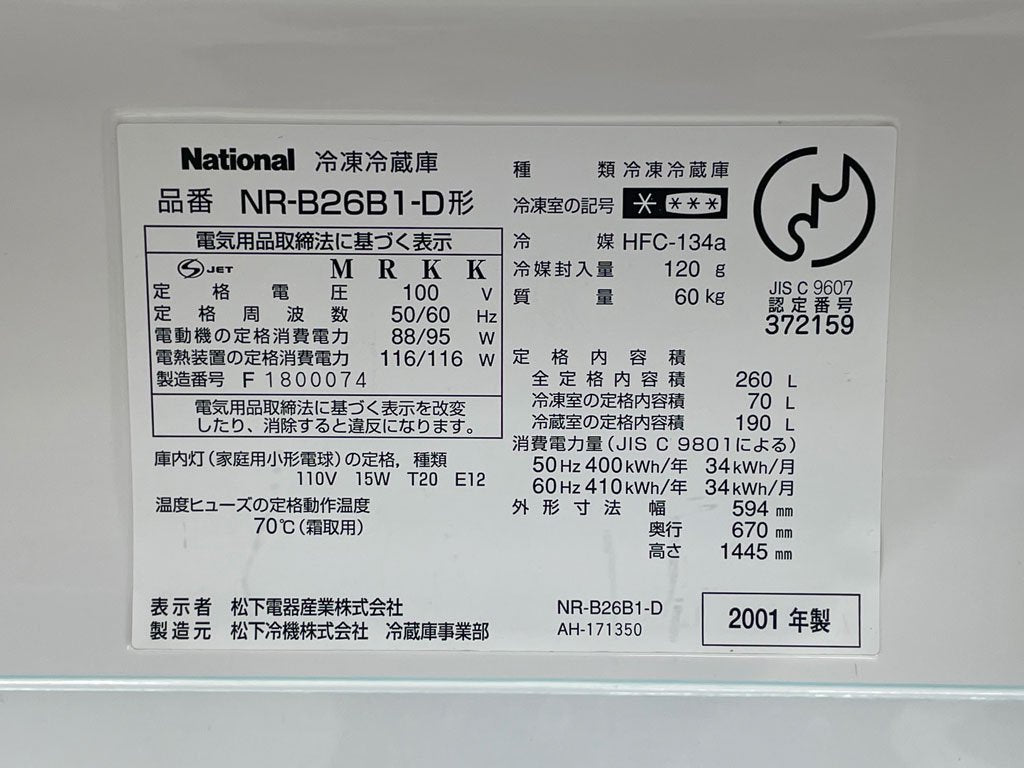 National 冷凍冷蔵庫
品番 NR-B26B1-D形
電気用品取締法に基づく表示
S JET M R K K
定格電圧 100 V
定格周波数 50/60 Hz
電動機の定格消費電力 88/95 W
電熱装置の定格消費電力 116/116 W
製造番号 F 1800074
電気用品取締法に基づく表示を改変
したり、消除すると違反になります。
庫内灯(家庭用小形電球)の定格, 種類
110V 15W T20 E12
温度ヒューズの定格動作温度
70℃(霜取用)
種類 冷凍冷蔵庫
冷凍室の記号 * ***
冷媒 HFC-134a
冷媒封入量 120 g
質量 60 kg
JIS C 9607
認定番号
372159
定格内容積
全定格内容積 260 L
冷凍室の定格内容積 70 L
冷蔵室の定格内容積 190 L
消費電力量(JIS C 9801による)
50Hz 400kWh/年 34kWh/月
60Hz 410kWh/年 34kWh/月
外形寸法 幅 594 mm
奥行 670 mm
高さ 1445 mm
表示者 松下電器産業株式会社
製造元 松下冷機株式会社 冷蔵庫事業部
NR-B26B1-D
AH-171350
2001 年製